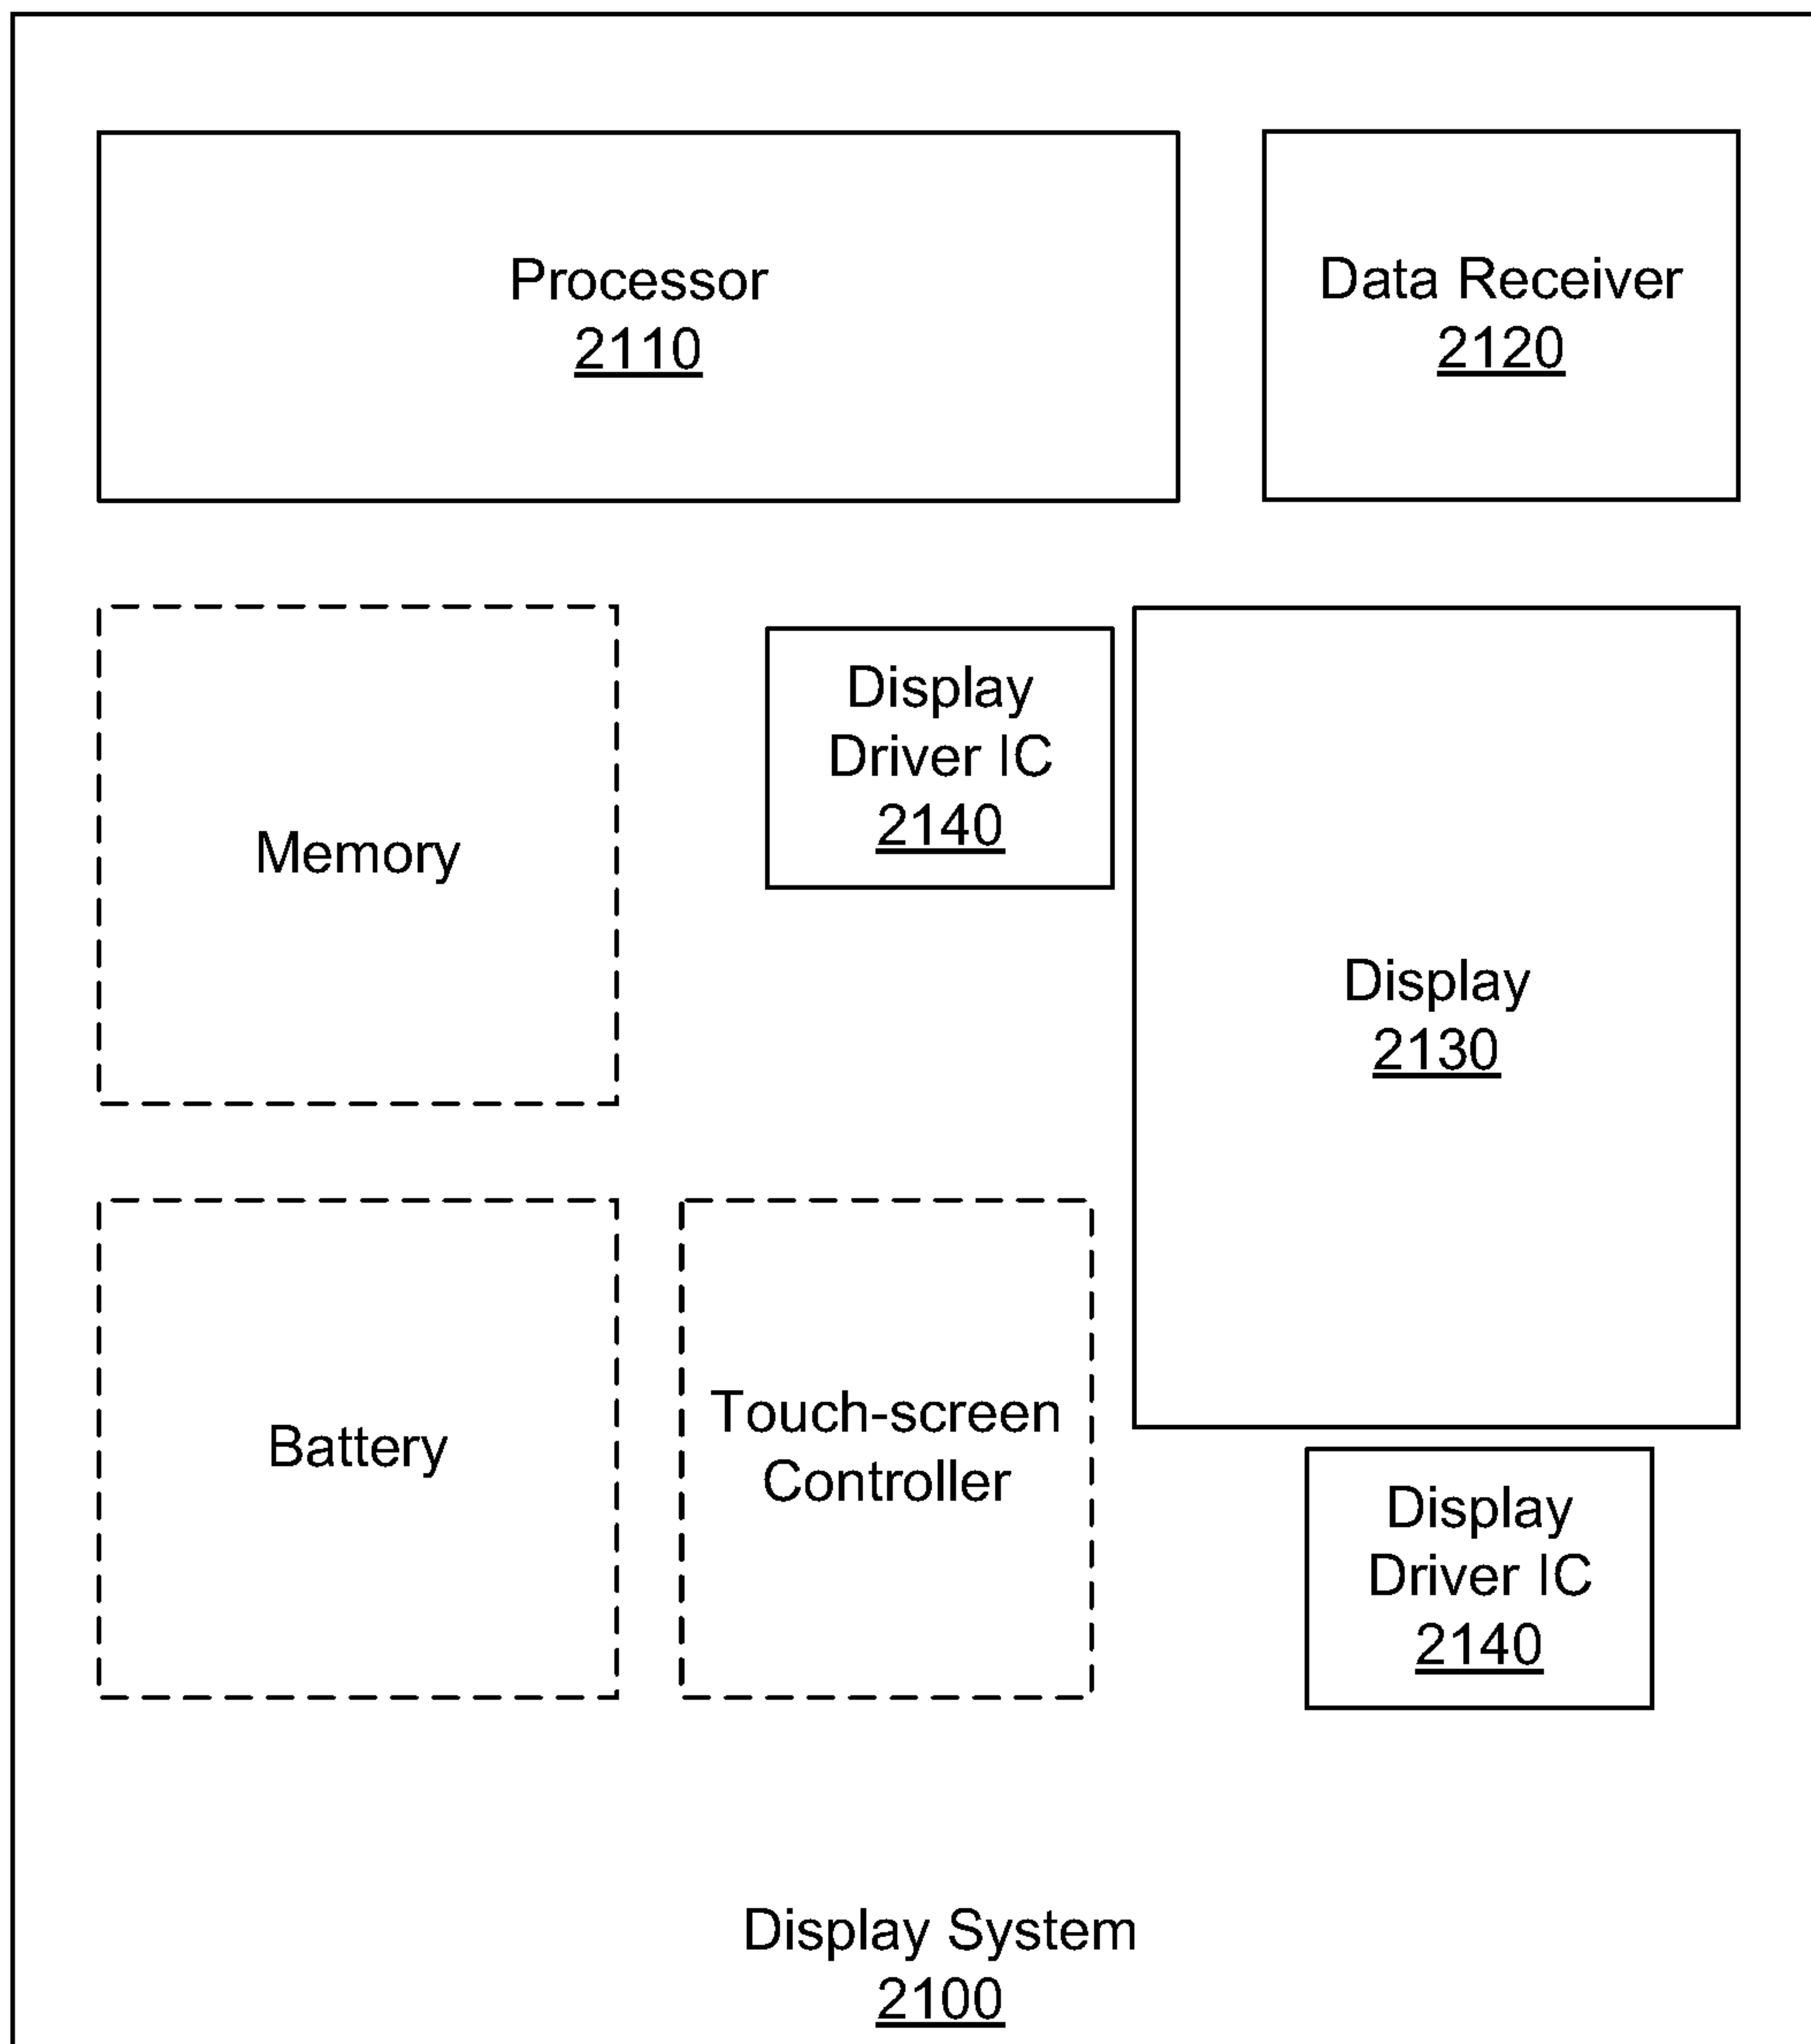 Processor
2110
Data Receiver
2120
Memory
Display
Driver IC
2140
Display
2130
Battery
Touch-screen
Controller
Display
Driver IC
2140
Display System
2100